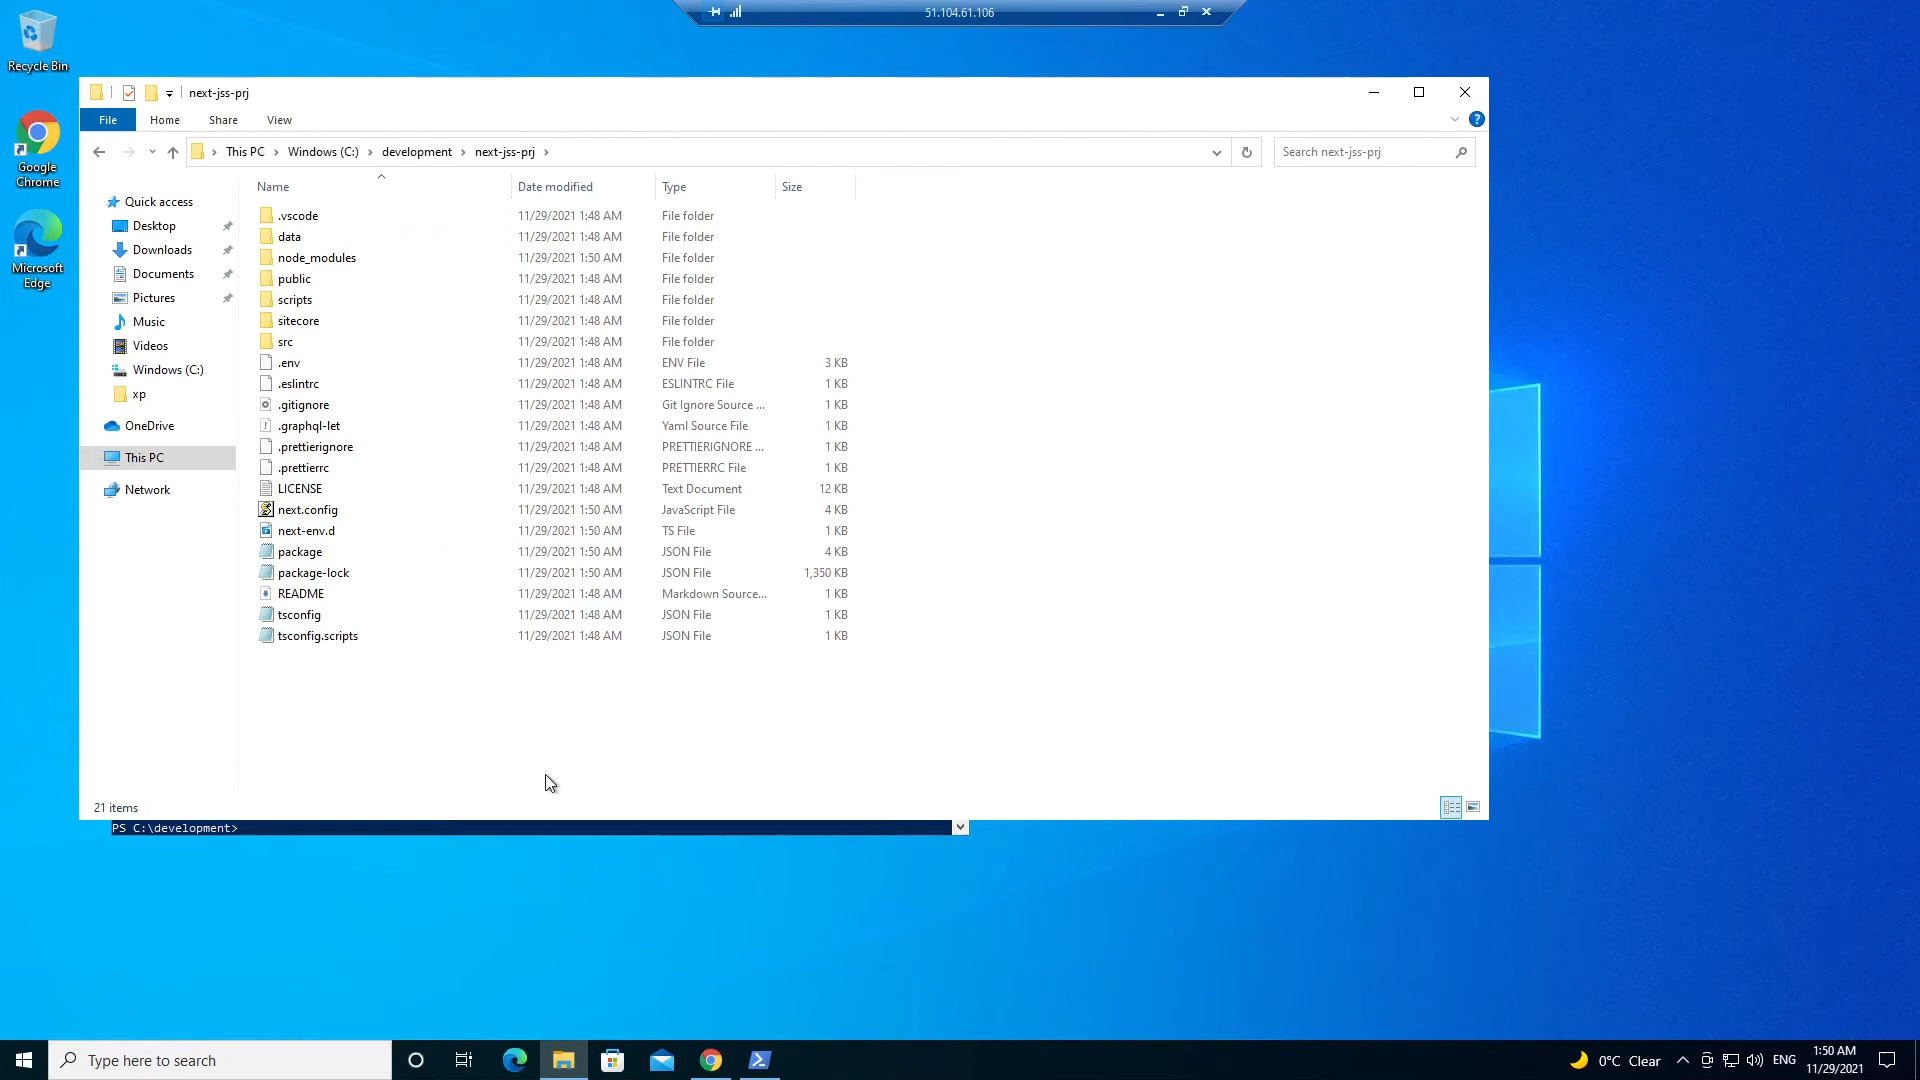 51.104.61.106
Recycle Bin
Google
Chrome
Microsoft
Edge
next-jss-prj
File Home Share View
This PC Windows (C:) development next-jss-prj
Search next-jss-prj
Quick access
Desktop
Downloads
Documents
Pictures
Music
Videos
Windows (C:)
xp
OneDrive
This PC
Network
Name Date modified Type Size
.vscode 11/29/2021 1:48 AM File folder
data 11/29/2021 1:48 AM File folder
node_modules 11/29/2021 1:50 AM File folder
public 11/29/2021 1:48 AM File folder
scripts 11/29/2021 1:48 AM File folder
sitecore 11/29/2021 1:48 AM File folder
src 11/29/2021 1:48 AM File folder
.env 11/29/2021 1:48 AM ENV File 3 KB
.eslintrc 11/29/2021 1:48 AM ESLINTRC File 1 KB
.gitignore 11/29/2021 1:48 AM Git Ignore Source ... 1 KB
.graphql-let 11/29/2021 1:48 AM Yaml Source File 1 KB
.prettierignore 11/29/2021 1:48 AM PRETTIERIGNORE ... 1 KB
.prettierrc 11/29/2021 1:48 AM PRETTIERRC File 1 KB
LICENSE 11/29/2021 1:48 AM Text Document 12 KB
next.config 11/29/2021 1:50 AM JavaScript File 4 KB
next-env.d 11/29/2021 1:50 AM TS File 1 KB
package 11/29/2021 1:50 AM JSON File 4 KB
package-lock 11/29/2021 1:50 AM JSON File 1,350 KB
README 11/29/2021 1:48 AM Markdown Source... 1 KB
tsconfig 11/29/2021 1:48 AM JSON File 1 KB
tsconfig.scripts 11/29/2021 1:48 AM JSON File 1 KB
21 items
PS C:\development>
Type here to search
0°C Clear
ENG
1:50 AM
11/29/2021